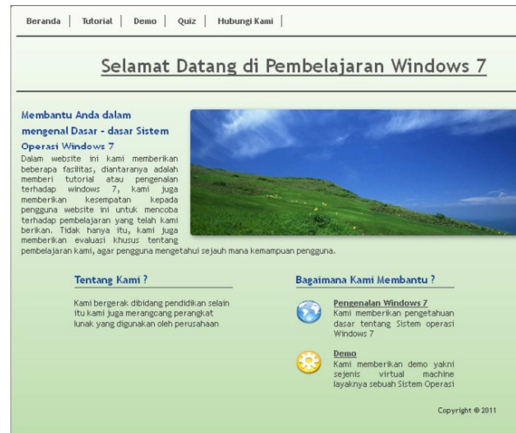 Beranda | Tutorial | Demo | Quiz | Hubungi Kami |
Selamat Datang di Pembelajaran Windows 7
Membantu Anda dalam
mengenal Dasar - dasar Sistem
Operasi Windows 7
Dalam website ini kami memberikan
beberapa fasilitas, diantaranya adalah
memberi tutorial atau pengenalan
terhadap windows 7, kami juga
memberikan kesempatan kepada
pengguna website ini untuk mencoba
terhadap pembelajaran yang telah kami
berikan. Tidak hanya itu, kami juga
memberikan evaluasi khusus tentang
pembelajaran kami, agar pengguna mengetahui sejauh mana kemampuan pengguna.
Tentang Kami ?
Kami bergerak dibidang pendidikan selain
itu kami juga merangcang perangkat
lunak yang digunakan oleh perusahaan
Bagaimana Kami Membantu ?
Pengenalan Windows 7
Kami memberikan pengetahuan
dasar tentang Sistem operasi
Windows 7
Demo
Kami memberikan demo yakni
sejenis virtual machine
layaknya sebuah Sistem Operasi
Copyright © 2011